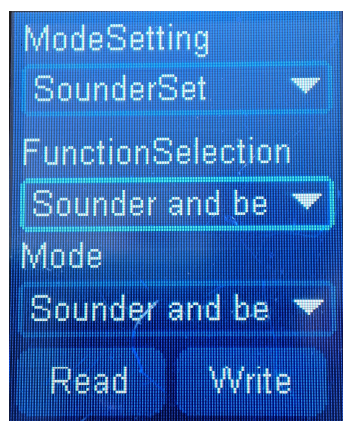 ModeSetting
SounderSet
FunctionSelection
Sounder and be
Mode
Sounder and be
Read Write